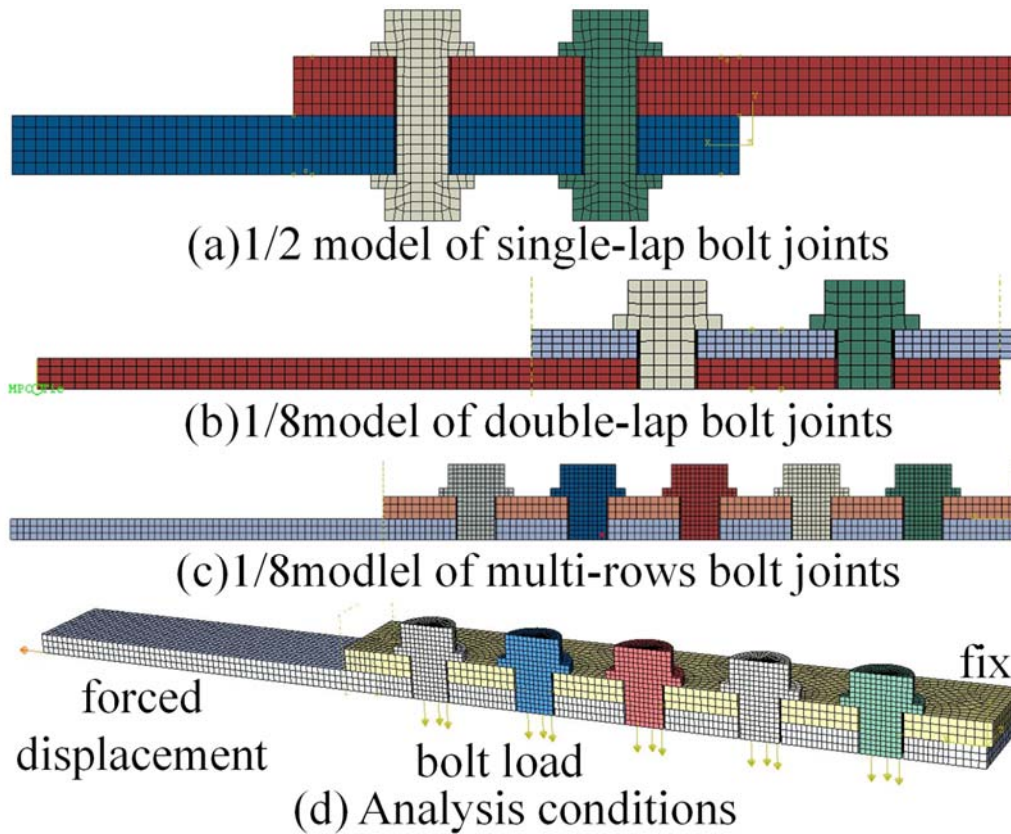 (a)1/2 model of single-lap bolt joints
(b)1/8model of double-lap bolt joints
(c)1/8modlel of multi-rows bolt joints
fix
forced
displacement
bolt load
(d) Analysis conditions